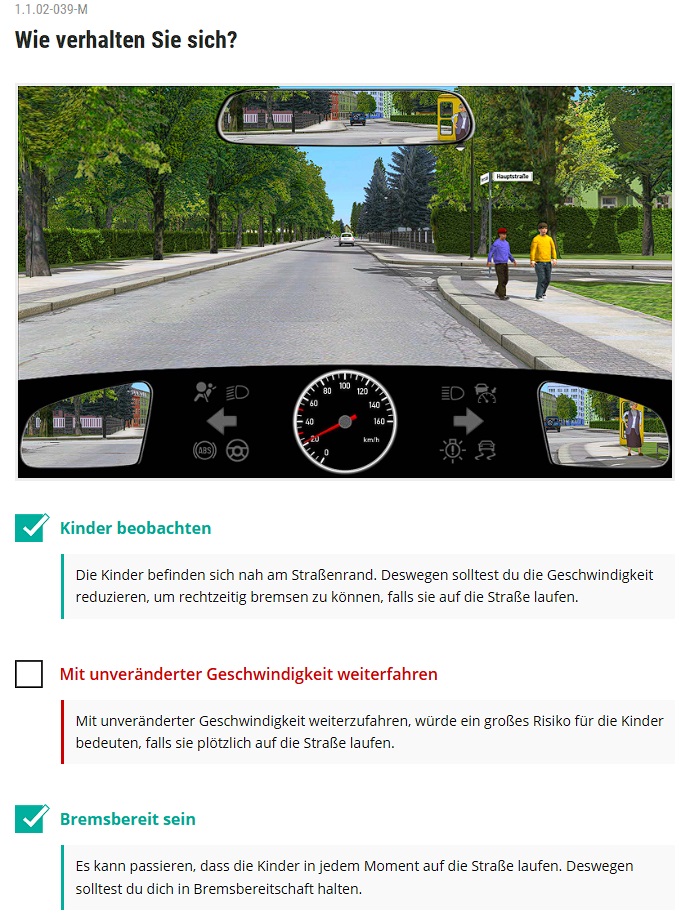 1.1.02-039-M
Wie verhalten Sie sich?
Hauptstraße
80 100 120
60 140
40 160
20 km/h
0
ABS
Kinder beobachten
Die Kinder befinden sich nah am Straßenrand. Deswegen solltest du die Geschwindigkeit
reduzieren, um rechtzeitig bremsen zu können, falls sie auf die Straße laufen.
Mit unveränderter Geschwindigkeit weiterfahren
Mit unveränderter Geschwindigkeit weiterzufahren, würde ein großes Risiko für die Kinder
bedeuten, falls sie plötzlich auf die Straße laufen.
Bremsbereit sein
Es kann passieren, dass die Kinder in jedem Moment auf die Straße laufen. Deswegen
solltest du dich in Bremsbereitschaft halten.